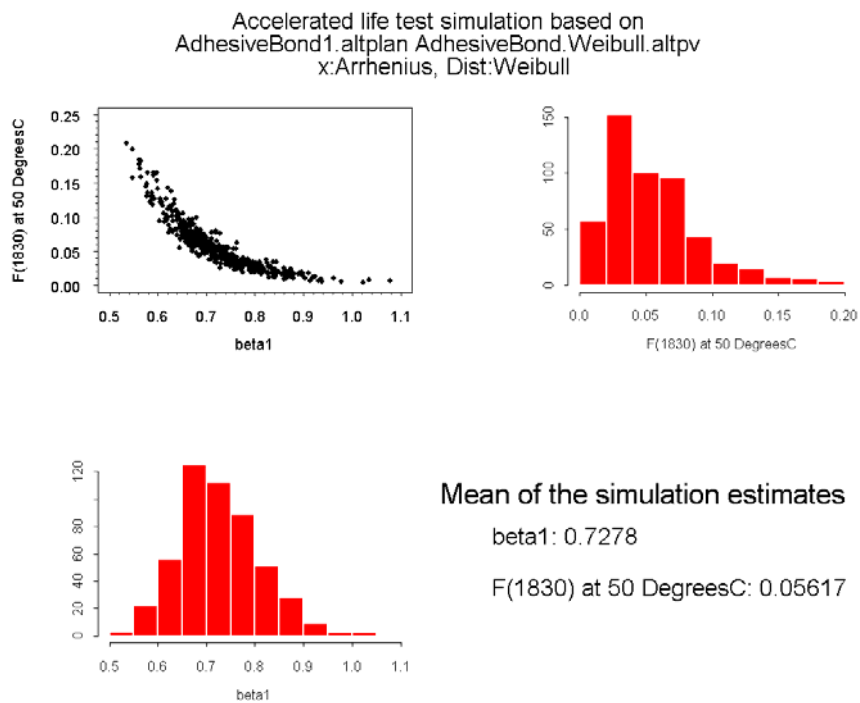 Accelerated life test simulation based on
AdhesiveBond1.altplan AdhesiveBond.Weibull.altpv
x:Arrhenius, Dist:Weibull
F(1830) at 50 DegreesC
0.25
0.20
0.15
0.10
0.05
0.00
0.5 0.6 0.7 0.8 0.9 1.0 1.1
beta1
150
100
50
0
0.0 0.05 0.10 0.15 0.20
F(1830) at 50 DegreesC
120
80
60
40
20
0
0.5 0.6 0.7 0.8 0.9 1.0 1.1
beta1
Mean of the simulation estimates
beta1: 0.7278
F(1830) at 50 DegreesC: 0.05617